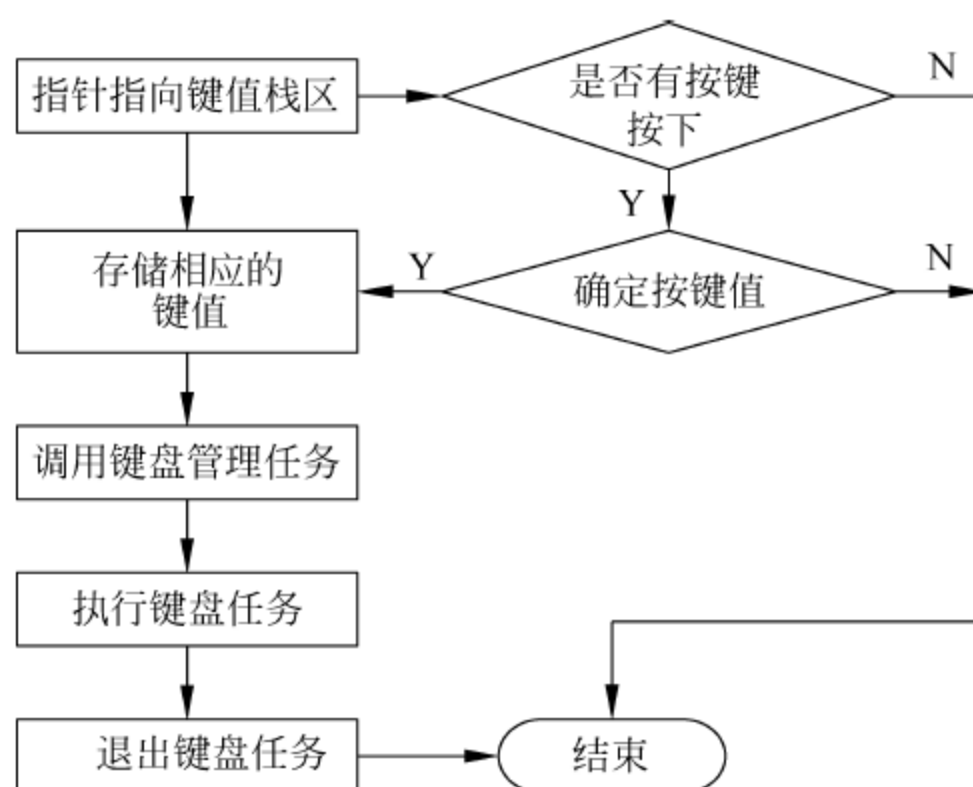 指针指向键值栈区
是否有按键
按下
N
Y
存储相应的
键值
Y
确定按键值
N
调用键盘管理任务
执行键盘任务
退出键盘任务
结束